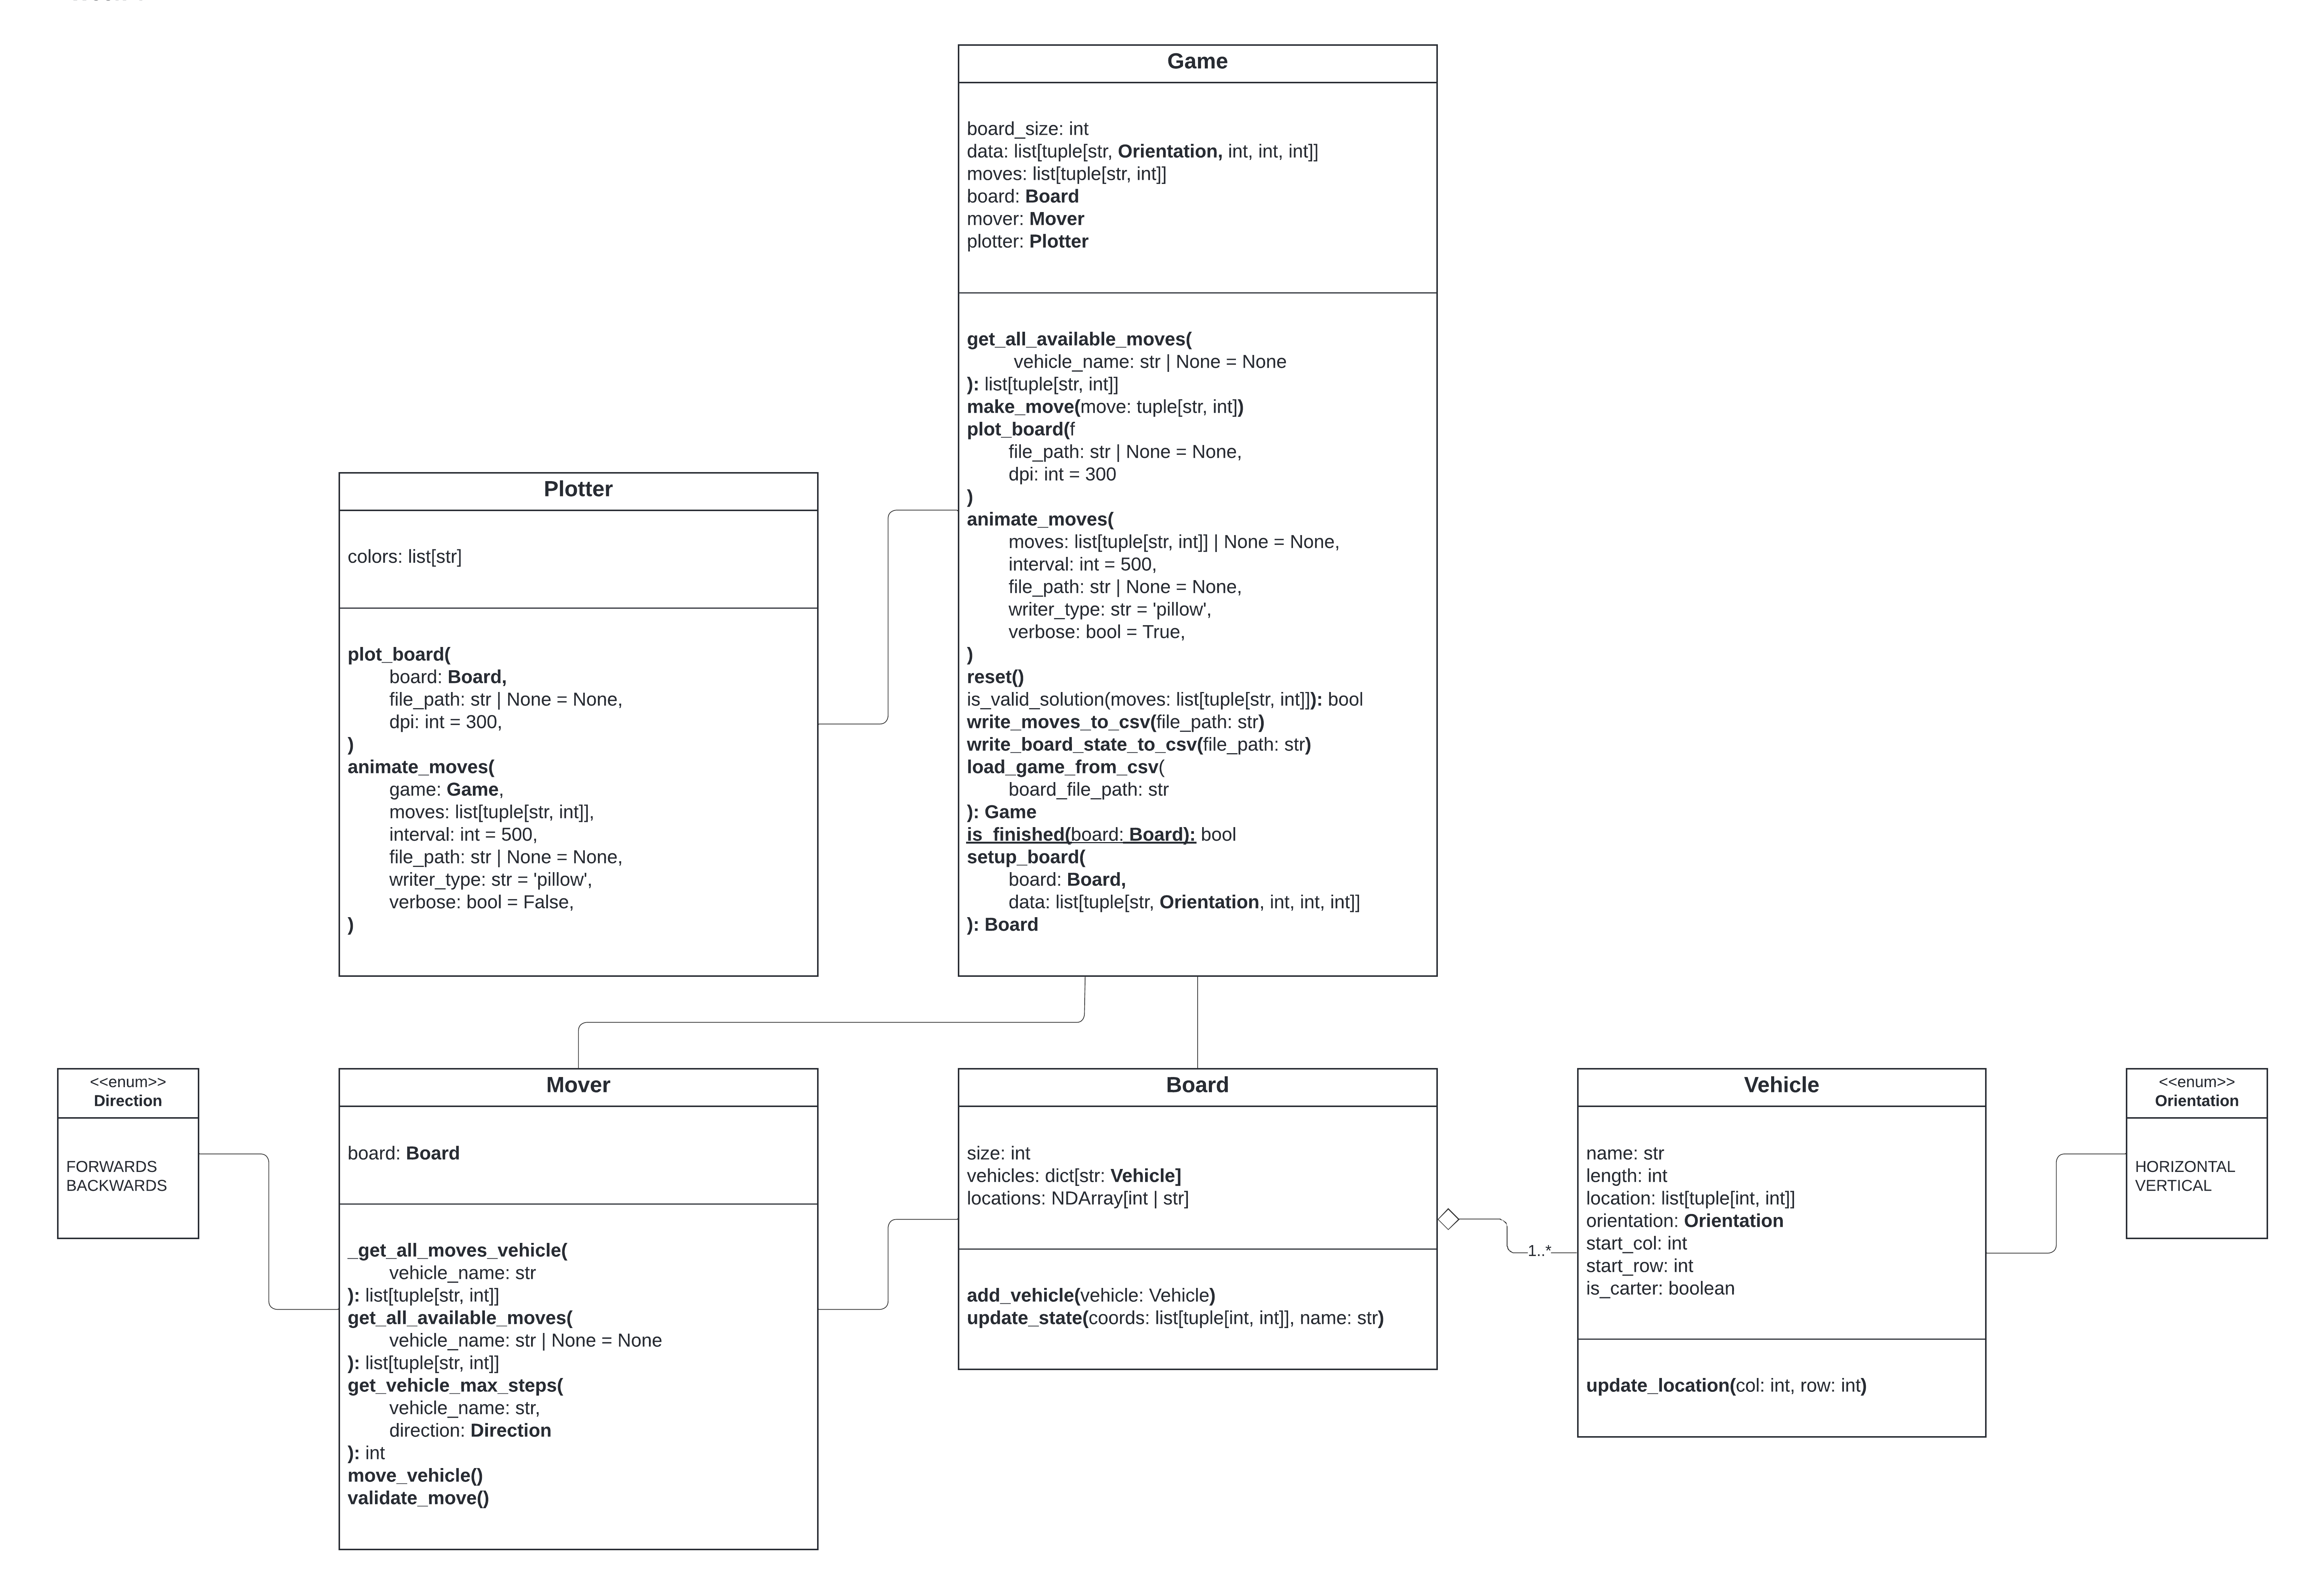 Game
board_size: int
data: list[tuple[str, Orientation, int, int, int]]
moves: list[tuple[str, int]]
board: Board
mover: Mover
plotter: Plotter
get_all_available_moves(
vehicle_name: str | None = None
): list[tuple[str, int]]
make_move(move: tuple[str, int])
plot_board(f
file_path: str | None = None,
dpi: int = 300
)
animate_moves(
moves: list[tuple[str, int]] | None = None,
interval: int = 500,
file_path: str | None = None,
writer_type: str = 'pillow',
verbose: bool = True,
)
reset()
is_valid_solution(moves: list[tuple[str, int]]): bool
write_moves_to_csv(file_path: str)
write_board_state_to_csv(file_path: str)
load_game_from_csv(
board_file_path: str
): Game
is_finished(board: Board): bool
setup_board(
board: Board,
data: list[tuple[str, Orientation, int, int, int]]
): Board
Plotter
colors: list[str]
plot_board(
board: Board,
file_path: str | None = None,
dpi: int = 300,
)
animate_moves(
game: Game,
moves: list[tuple[str, int]],
interval: int = 500,
file_path: str | None = None,
writer_type: str = 'pillow',
verbose: bool = False,
)
<<enum>>
Direction
FORWARDS
BACKWARDS
Mover
board: Board
_get_all_moves_vehicle(
vehicle_name: str
): list[tuple[str, int]]
get_all_available_moves(
vehicle_name: str | None = None
): list[tuple[str, int]]
get_vehicle_max_steps(
vehicle_name: str,
direction: Direction
): int
move_vehicle()
validate_move()
Board
size: int
vehicles: dict[str: Vehicle]
locations: NDArray[int | str]
add_vehicle(vehicle: Vehicle)
update_state(coords: list[tuple[int, int]], name: str)
1..*
Vehicle
name: str
length: int
location: list[tuple[int, int]]
orientation: Orientation
start_col: int
start_row: int
is_carter: boolean
update_location(col: int, row: int)
<<enum>>
Orientation
HORIZONTAL
VERTICAL